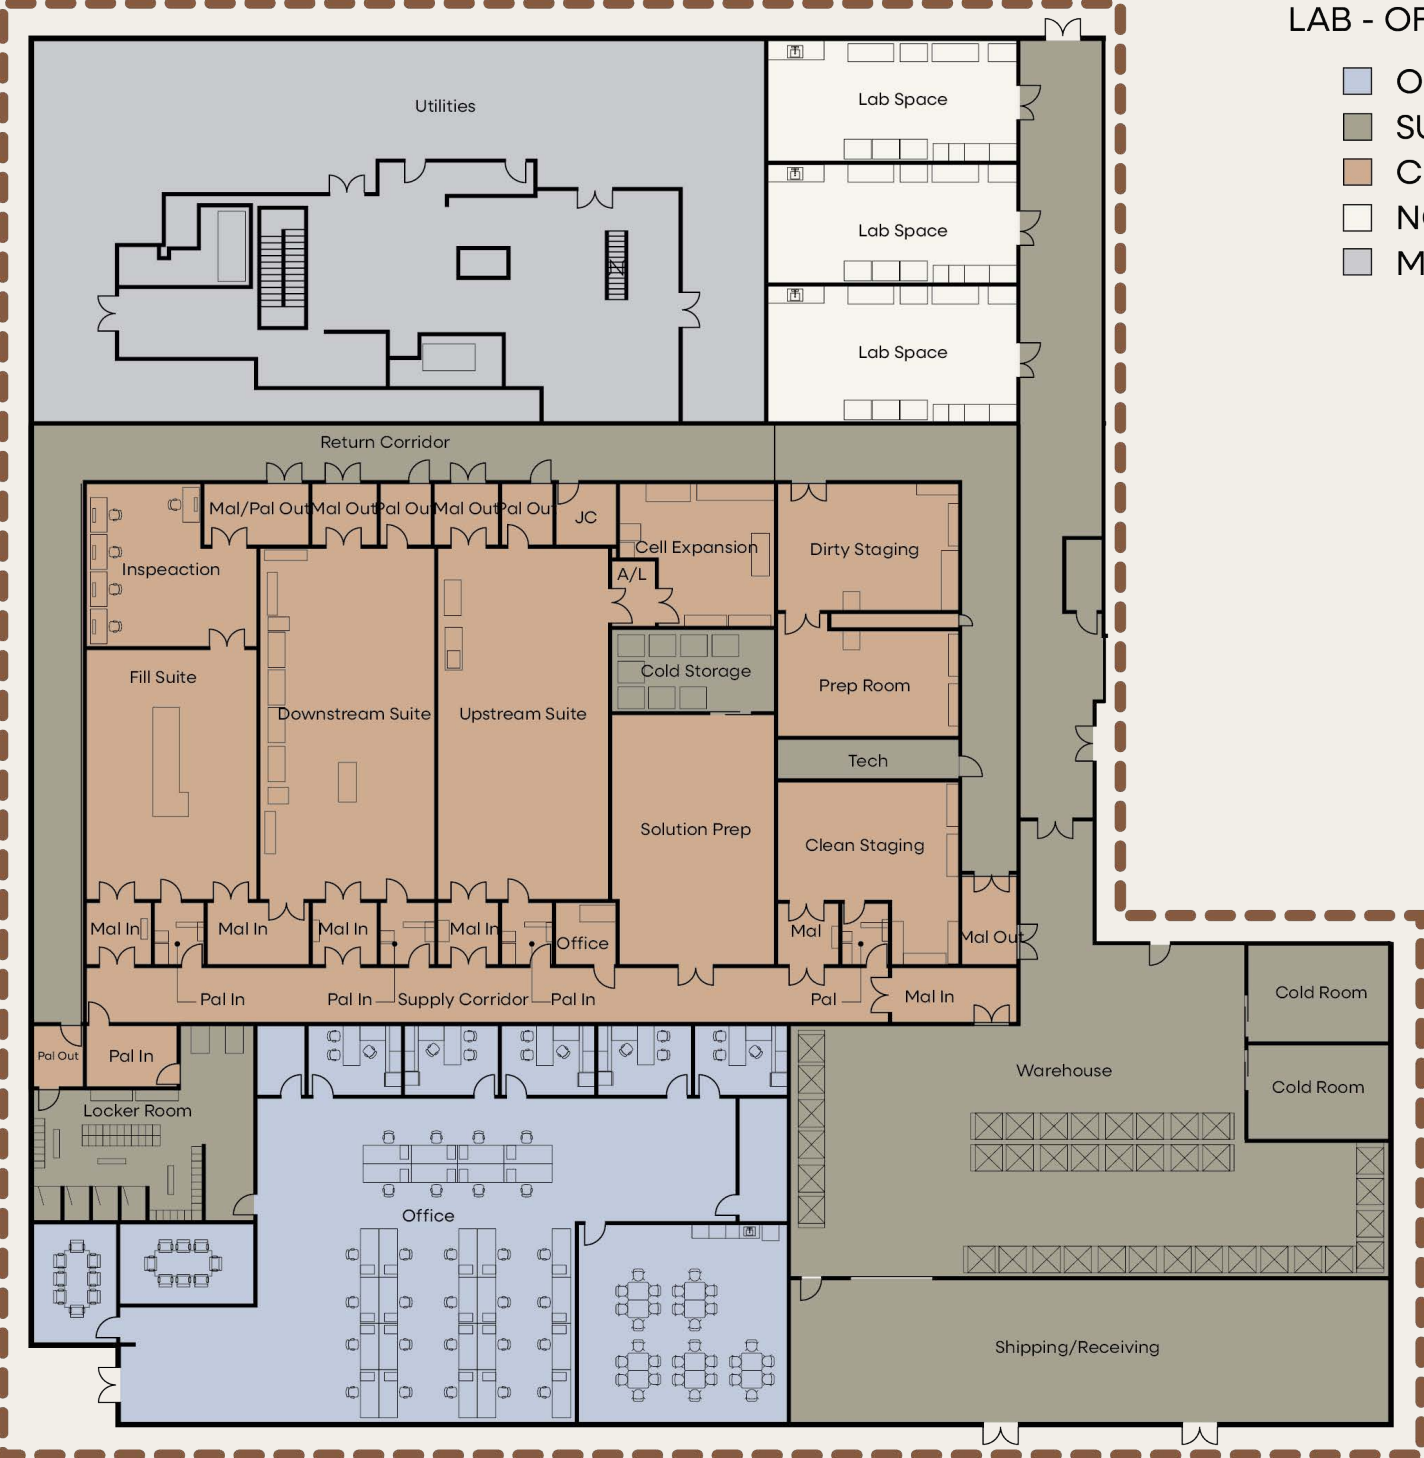 LAB - OF
O
SU
C
NO
M
Utilities
Lab Space
Lab Space
Lab Space
Return Corridor
Mal/Pal Out
Mal Out
Pal Ou
Mal Out
Pal Ou
JC
Cell Expansion
Dirty Staging
Inspeaction
A/L
Fill Suite
Cold Storage
Prep Room
Downstream Suite
Upstream Suite
Tech
Solution Prep
Clean Staging
Mal In
Mal In
Mal In
Mal In
Office
Mal
Mal Out
Pal In
Pal In
Supply Corridor
Pal In
Pal
Mal In
Cold Room
Pal Out
Pal In
Warehouse
Cold Room
Locker Room
Office
Shipping/Receiving